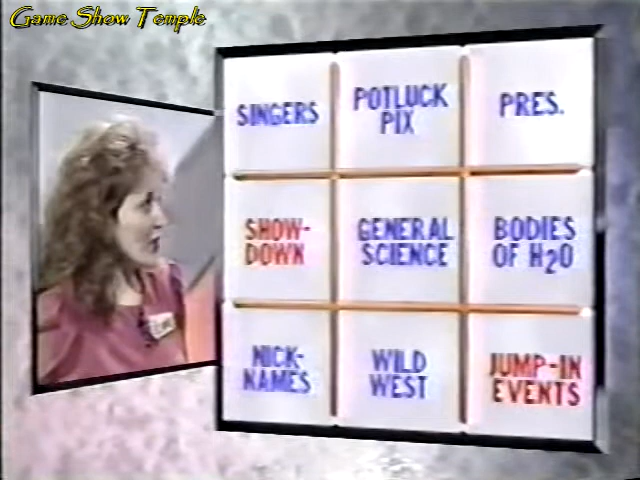 Game Show Temple
SINGERS
POTLUCK
PIX
PRES.
SHOW-
DOWN
GENERAL
SCIENCE
BODIES
OF H2O
NICK-
NAMES
WILD
WEST
JUMP-IN
EVENTS